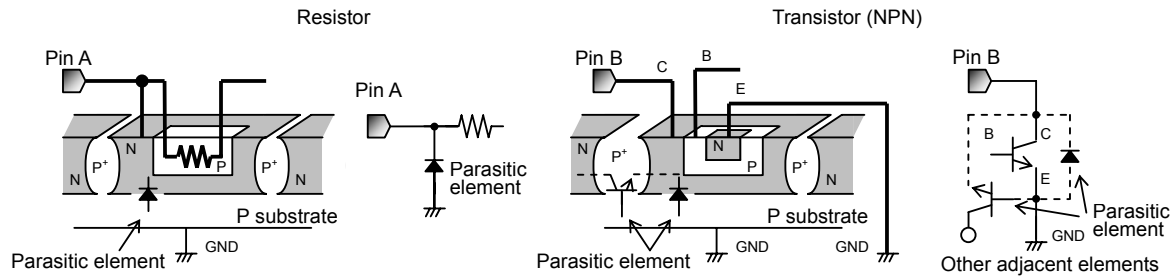 Resistor
Transistor (NPN)
Pin A
Pin A
N
N
P+
P
P+
N
Parasitic element
P substrate
GND
Parasitic element
Pin B
C
B
E
N
P+
N
P
P+
N
P substrate
GND
GND
Parasitic element
Pin B
B
C
E
Parasitic element
GND
Other adjacent elements